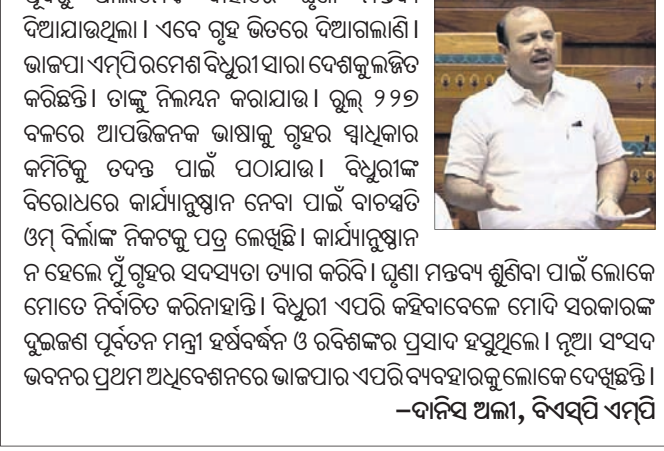 ଦିଆଯାଉଥିଲା। ଏବେ ଗୃହ ଭିତରେ ଦିଆଗଲାଣି।
ଭାଜପା ଏମ୍‌ପି ରମେଶ ବିଧୁରୀ ସାରା ଦେଶକୁ ଲଜ୍ଜିତ
କରିଛନ୍ତି। ତାଙ୍କୁ ନିଲମ୍ବନ କରାଯାଉ। ରୁଲ୍ ୨୨୭
ବଳରେ ଆପତ୍ତିଜନକ ଭାଷାକୁ ଗୃହର ସ୍ବାଧିକାର
କମିଟିକୁ ତଦନ୍ତ ପାଇଁ ପଠାଯାଉ। ବିଧୁରୀଙ୍କ
ବିରୋଧରେ କାର୍ଯ୍ୟାନୁଷ୍ଠାନ ନେବା ପାଇଁ ବାଚସ୍ପତି
ଓମ୍ ବିର୍ଲାଙ୍କ ନିକଟକୁ ପତ୍ର ଲେଖିଛି। କାର୍ଯ୍ୟାନୁଷ୍ଠାନ
ନ ହେଲେ ମୁଁ ଗୃହର ସଦସ୍ୟତା ତ୍ୟାଗ କରିବି। ଘୃଣା ମନ୍ତବ୍ୟ ଶୁଣିବା ପାଇଁ ଲୋକେ
ମୋତେ ନିର୍ବାଚିତ କରିନାହାନ୍ତି। ବିଧୁରୀ ଏପରି କହିବାବେଳେ ମୋଦି ସରକାରଙ୍କ
ଦୁଇଜଣ ପୂର୍ବତନ ମନ୍ତ୍ରୀ ହର୍ଷବର୍ଦ୍ଧନ ଓ ରବିଶଙ୍କର ପ୍ରସାଦ ହସୁଥିଲେ। ନୂଆ ସଂସଦ
ଭବନର ପ୍ରଥମ ଅଧିବେଶନରେ ଭାଜପାର ଏପରି ବ୍ୟବହାରକୁ ଲୋକେ ଦେଖିଛନ୍ତି।
–ଦାନିସ ଅଲୀ, ବିଏସ୍‌ପି ଏମ୍‌ପି